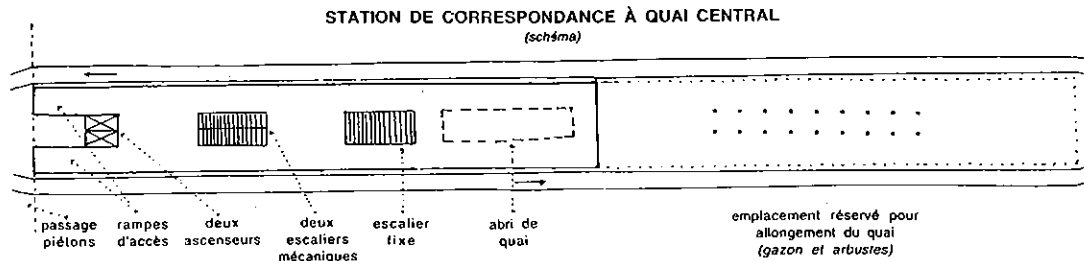 STATION DE CORRESPONDANCE À QUAI CENTRAL
(schéma)
r
r
passage
piétons
rampes
d'accès
deux
ascenseurs
deux
escaliers
mécaniques
escalier
fixe
abri de
quai
emplacement réservé pour
allongement du quai
(gazon et arbustes)